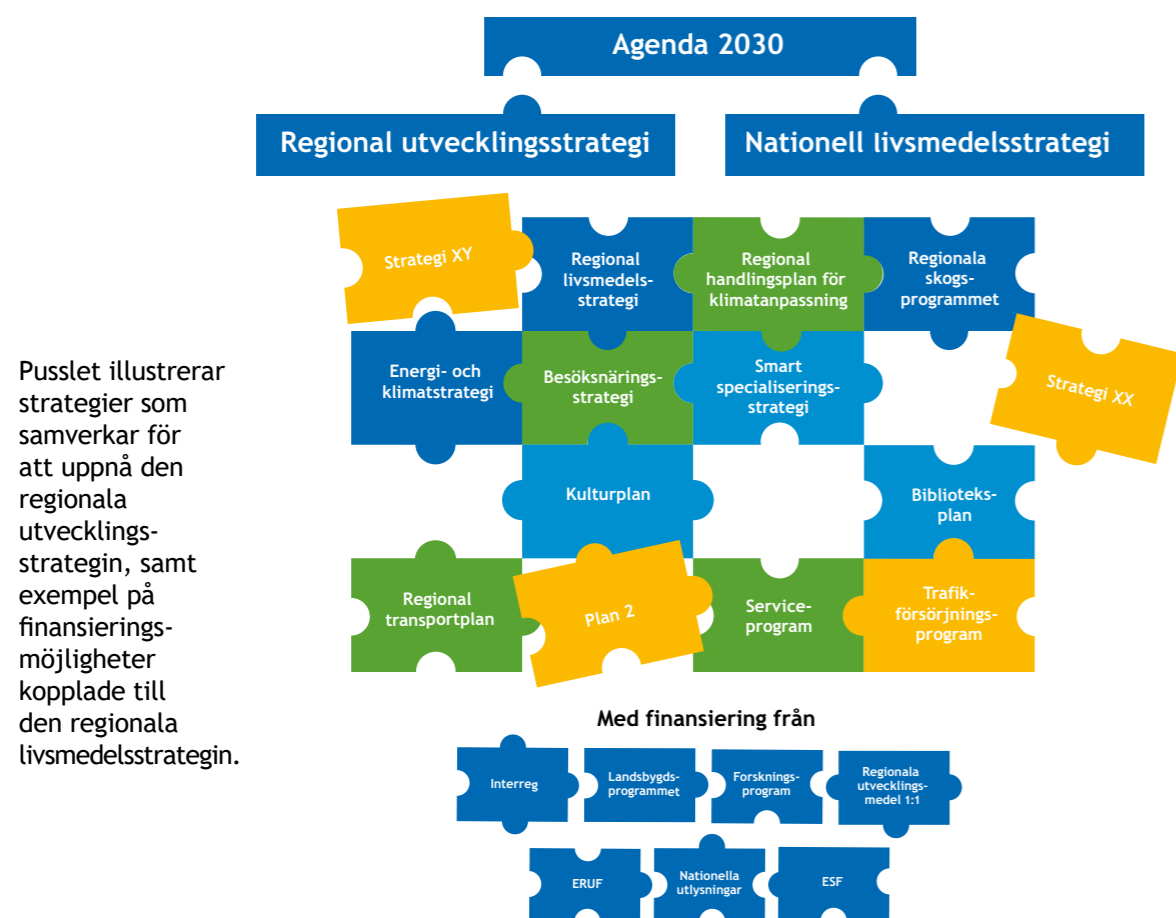 Agenda 2030
Regional utvecklingsstrategi
Nationell livsmedelsstrategi
Strategi XY
Regional
livsmedels-
strategi
Regional
handlingsplan för
klimatanpassning
Regionala
skogs-
programmet
Energi- och
klimatstrategi
Besöksnärings-
strategi
Smart
specialiserings-
strategi
Strategi XX
Pusslet illustrerar
strategier som
samverkar för
att uppnå den
regionala
utvecklings-
strategin, samt
exempel på
finansierings-
möjligheter
kopplade till
den regionala
livsmedelsstrategin.
Kulturplan
Biblioteks-
plan
Regional
transportplan
Plan 2
Service-
program
Trafik-
försörjnings-
program
Med finansiering från
Interreg
Landsbygds-
programmet
Forsknings-
program
Regionala
utvecklings-
medel 1:1
ERUF
Nationella
utlysningar
ESF